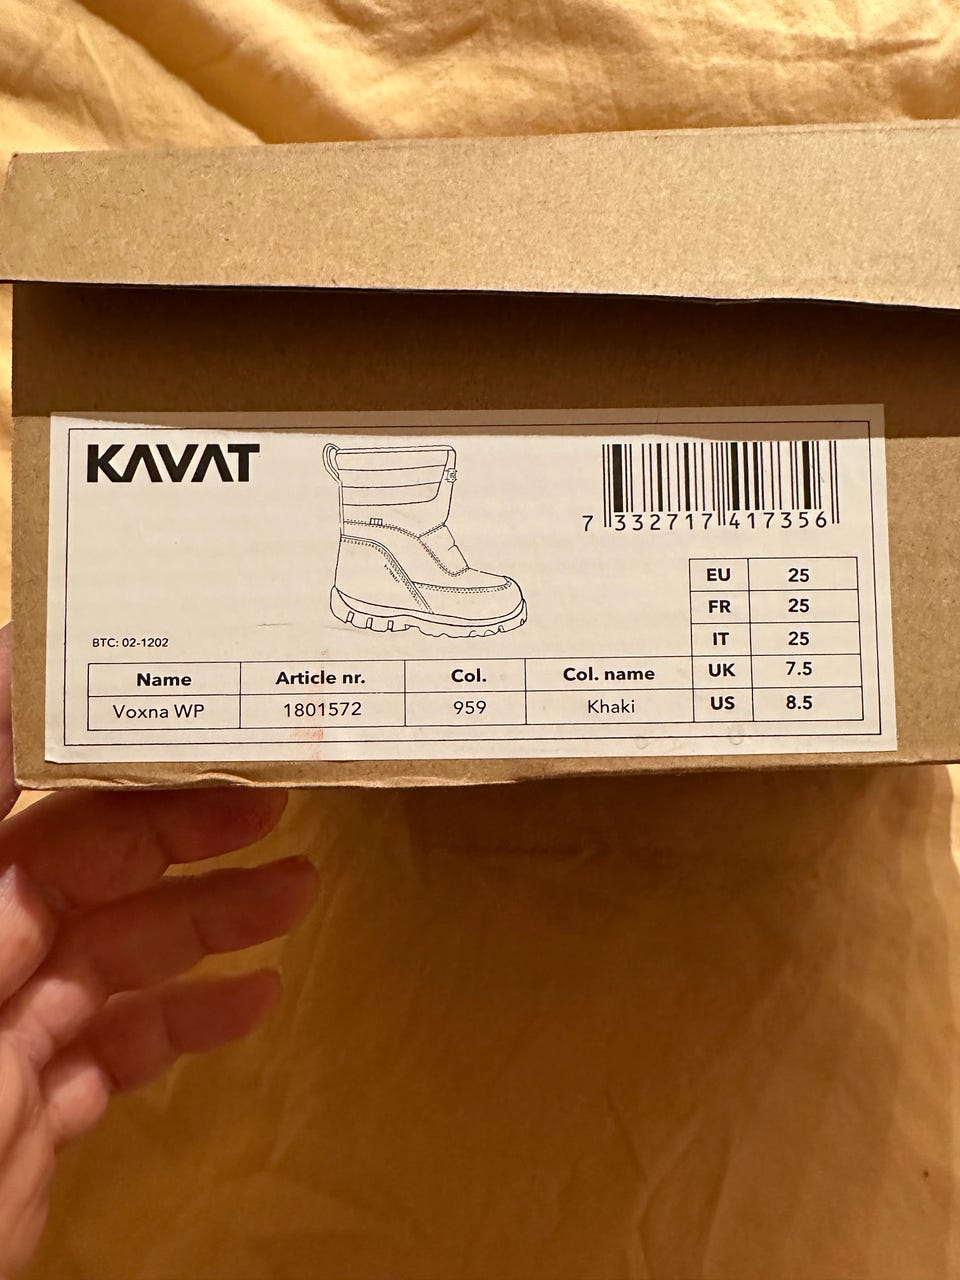 KAVAT
7 332717 417356
EU 25
FR 25
IT 25
UK 7.5
US 8.5
BTC: 02-1202
Name Article nr. Col. Col. name
Voxna WP 1801572 959 Khaki